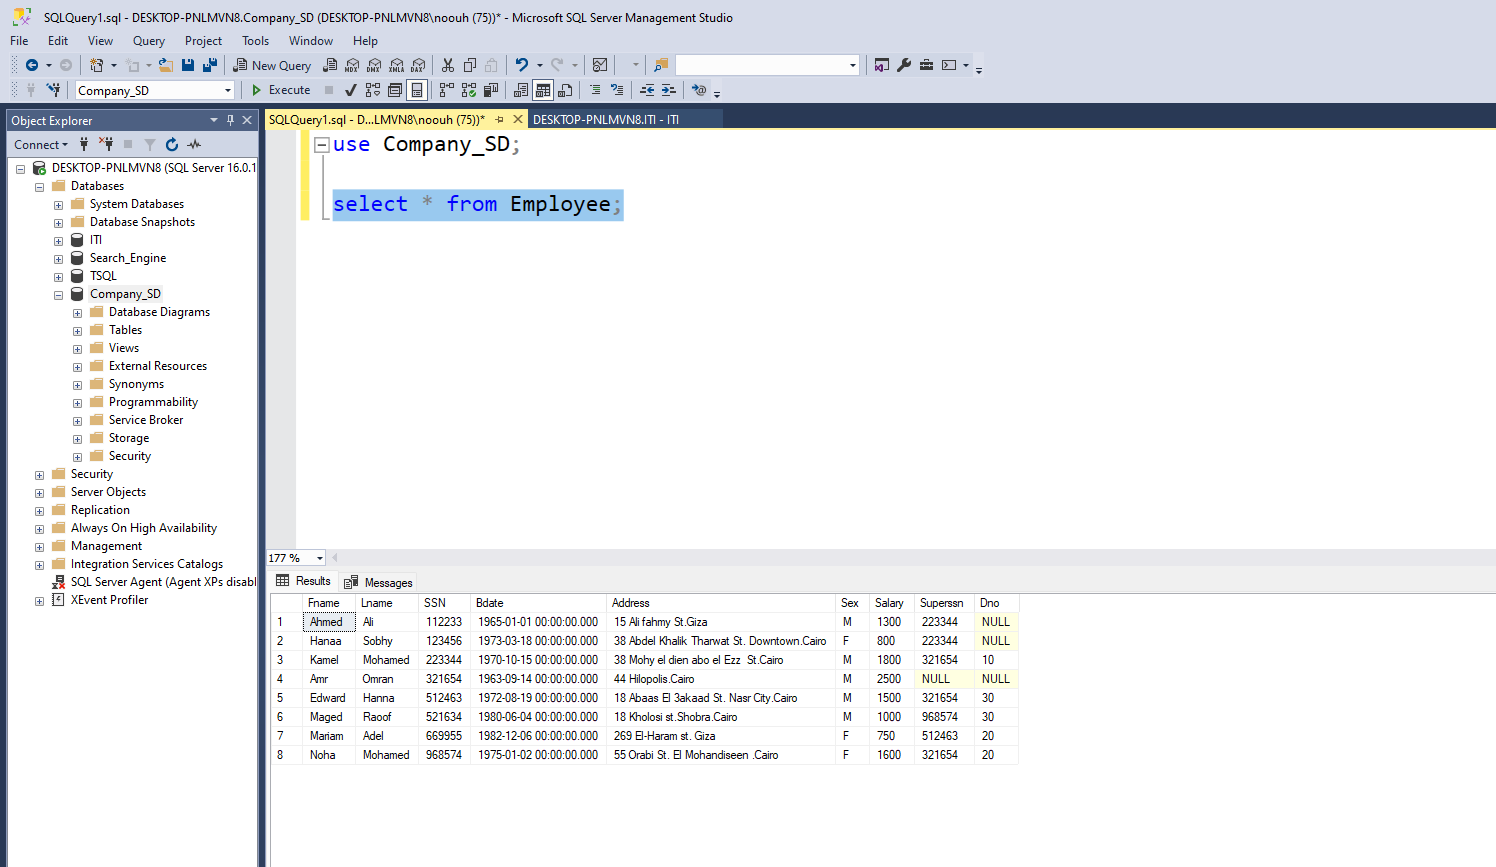 SQLQuery1.sql - DESKTOP-PNLMVN8.Company_SD (DESKTOP-PNLMVN8\noouh (75))* - Microsoft SQL Server Management Studio
File Edit View Query Project Tools Window Help
New Query MDX DMX XMLA DAX
Company_SD Execute
Object Explorer
Connect
DESKTOP-PNLMVN8 (SQL Server 16.0.1
Databases
System Databases
Database Snapshots
ITI
Search_Engine
TSQL
Company_SD
Database Diagrams
Tables
Views
External Resources
Synonyms
Programmability
Service Broker
Storage
Security
Security
Server Objects
Replication
Always On High Availability
Management
Integration Services Catalogs
SQL Server Agent (Agent XPs disabl
XEvent Profiler
SQLQuery1.sql - D...LMVN8\noouh (75))* DESKTOP-PNLMVN8.ITI - ITI
use Company_SD;
select * from Employee;
177 %
Results Messages
Fname Lname SSN Bdate Address Sex Salary Superssn Dno
1 Ahmed Ali 112233 1965-01-01 00:00:00.000 15 Ali fahmy St.Giza M 1300 223344 NULL
2 Hanaa Sobhy 123456 1973-03-18 00:00:00.000 38 Abdel Khalik Tharwat St. Downtown.Cairo F 800 223344 NULL
3 Kamel Mohamed 223344 1970-10-15 00:00:00.000 38 Mohy el dien abo el Ezz St.Cairo M 1800 321654 10
4 Amr Omran 321654 1963-09-14 00:00:00.000 44 Hilopolis.Cairo M 2500 NULL NULL
5 Edward Hanna 512463 1972-08-19 00:00:00.000 18 Abaas El 3akaad St. Nasr City.Cairo M 1500 321654 30
6 Maged Raoof 521634 1980-06-04 00:00:00.000 18 Kholosi st.Shobra.Cairo M 1000 968574 30
7 Mariam Adel 669955 1982-12-06 00:00:00.000 269 El-Haram st. Giza F 750 512463 20
8 Noha Mohamed 968574 1975-01-02 00:00:00.000 55 Orabi St. El Mohandiseen .Cairo F 1600 321654 20